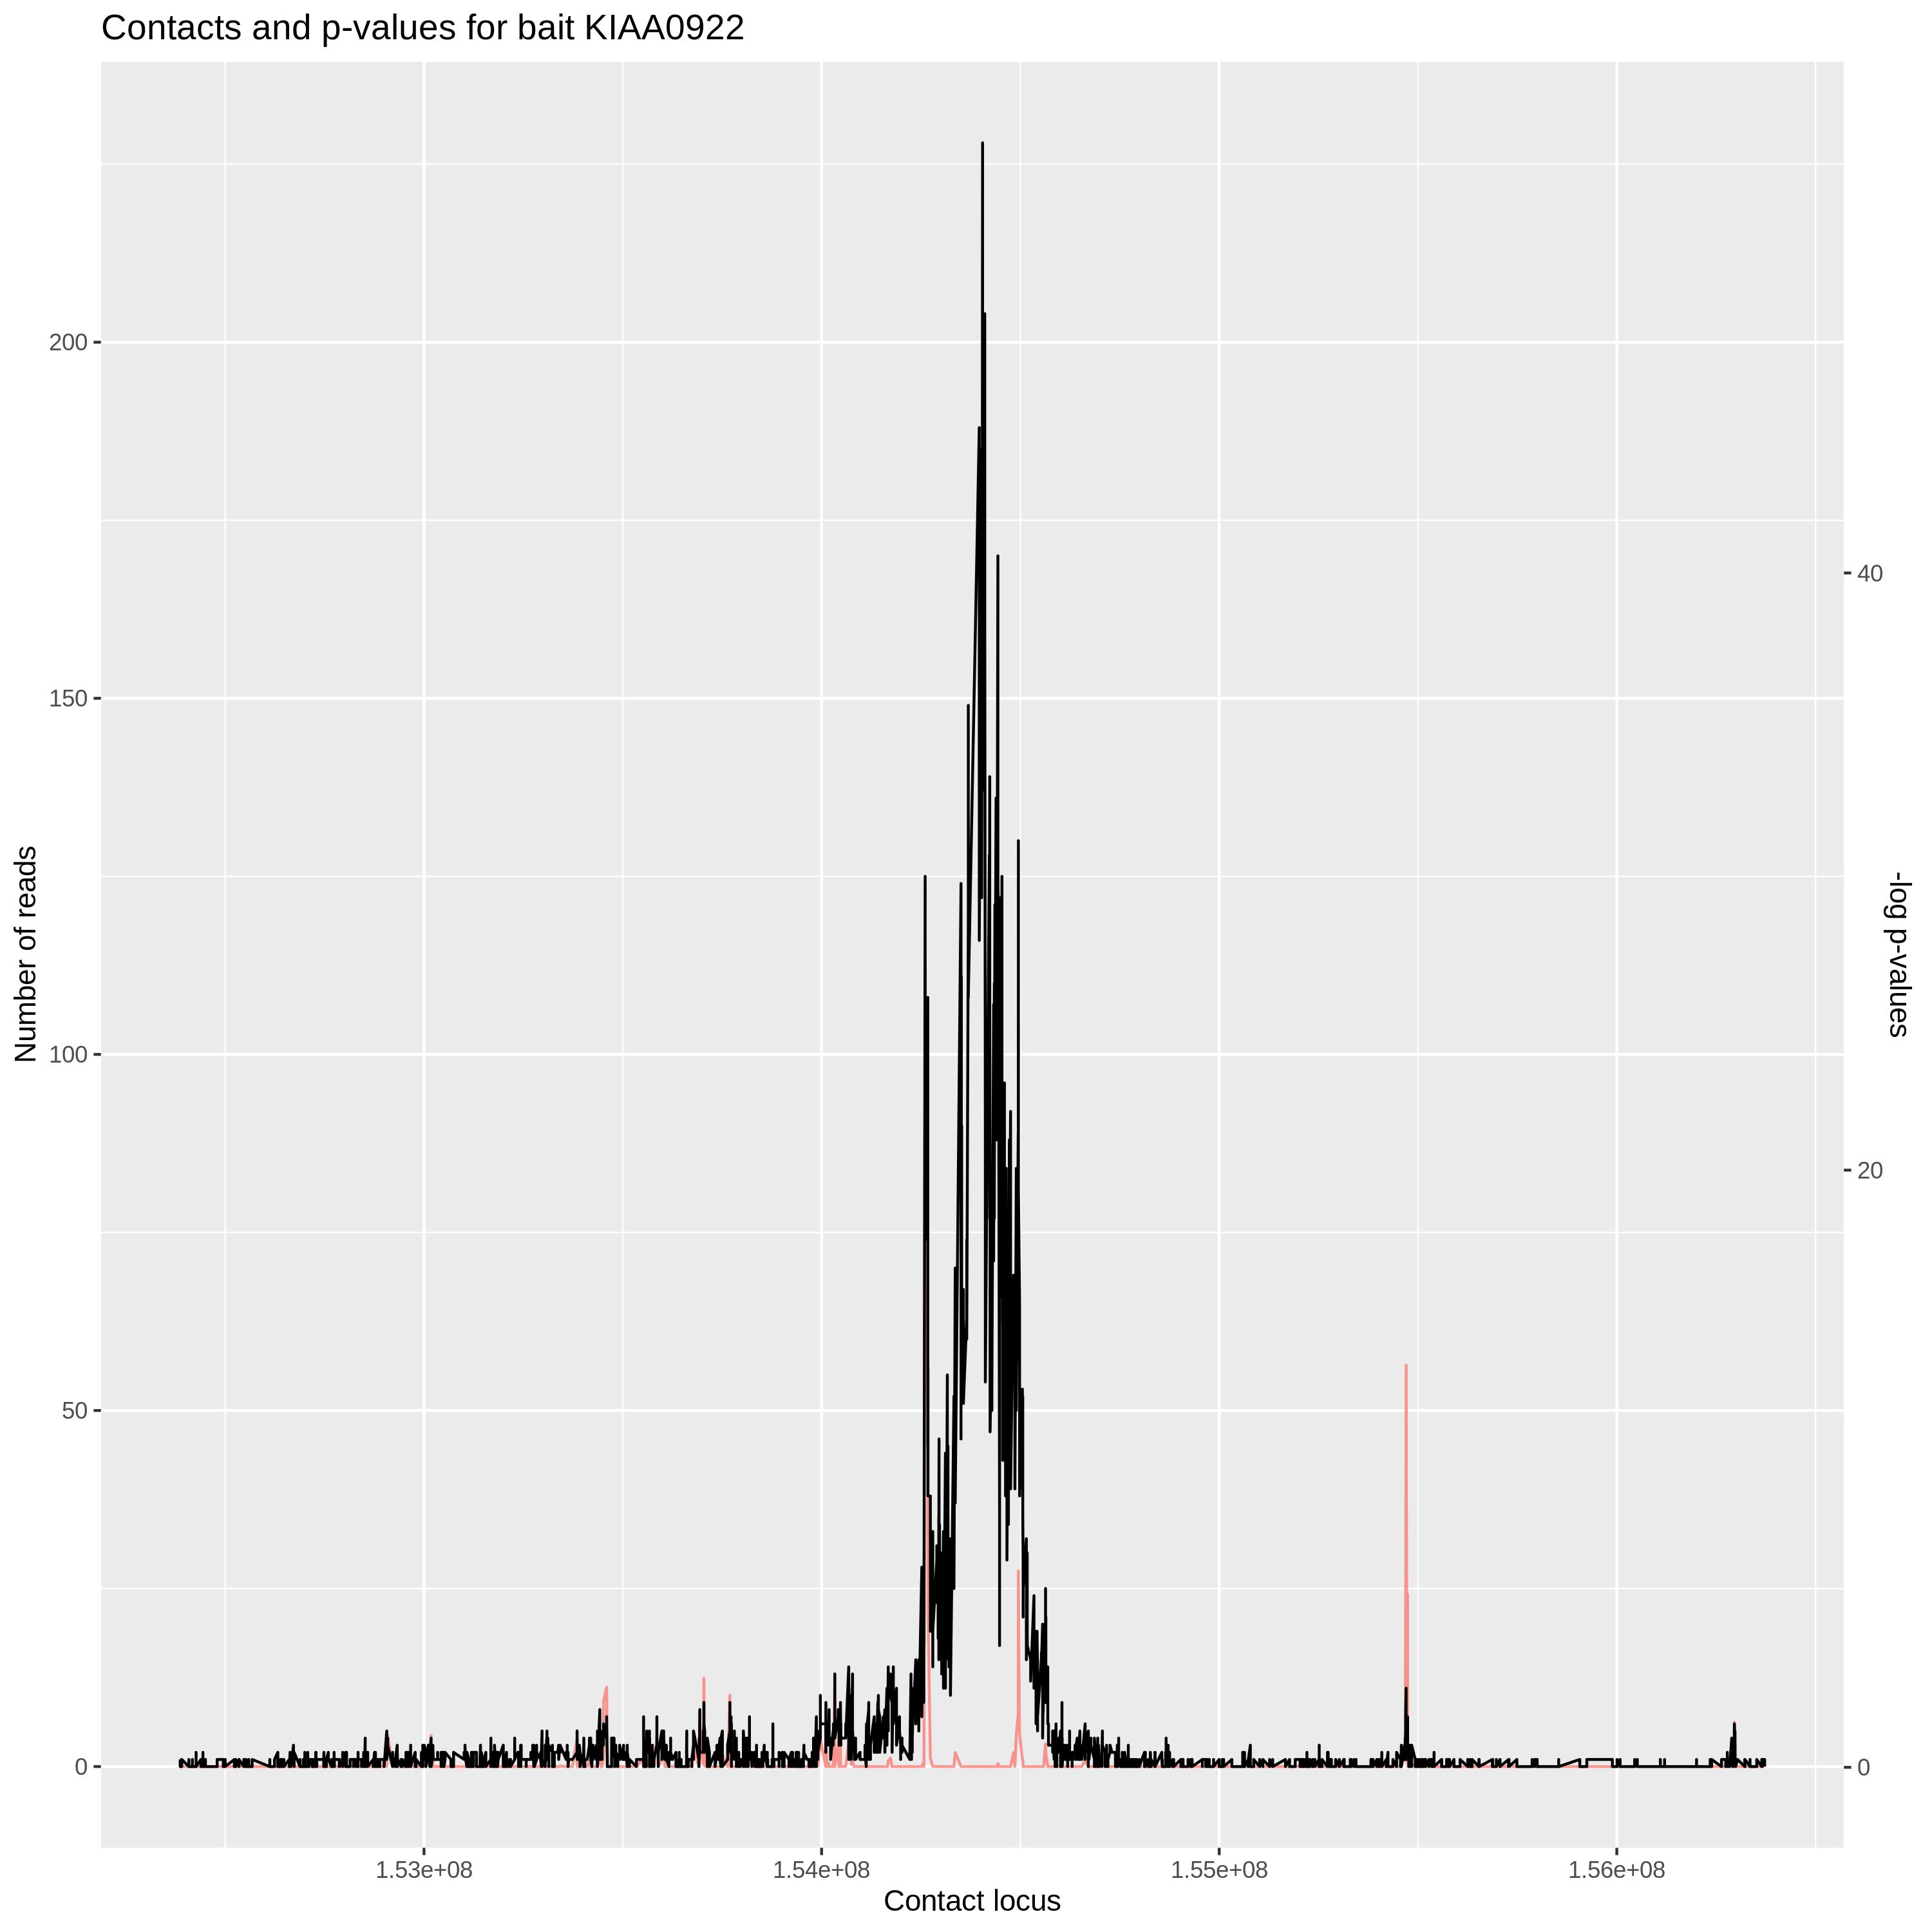 Contacts and p-values for bait KIAA0922
Number of reads
200
150
100
50
0
40
20
0
-log p-values
1.53e+08
1.54e+08
1.55e+08
1.56e+08
Contact locus